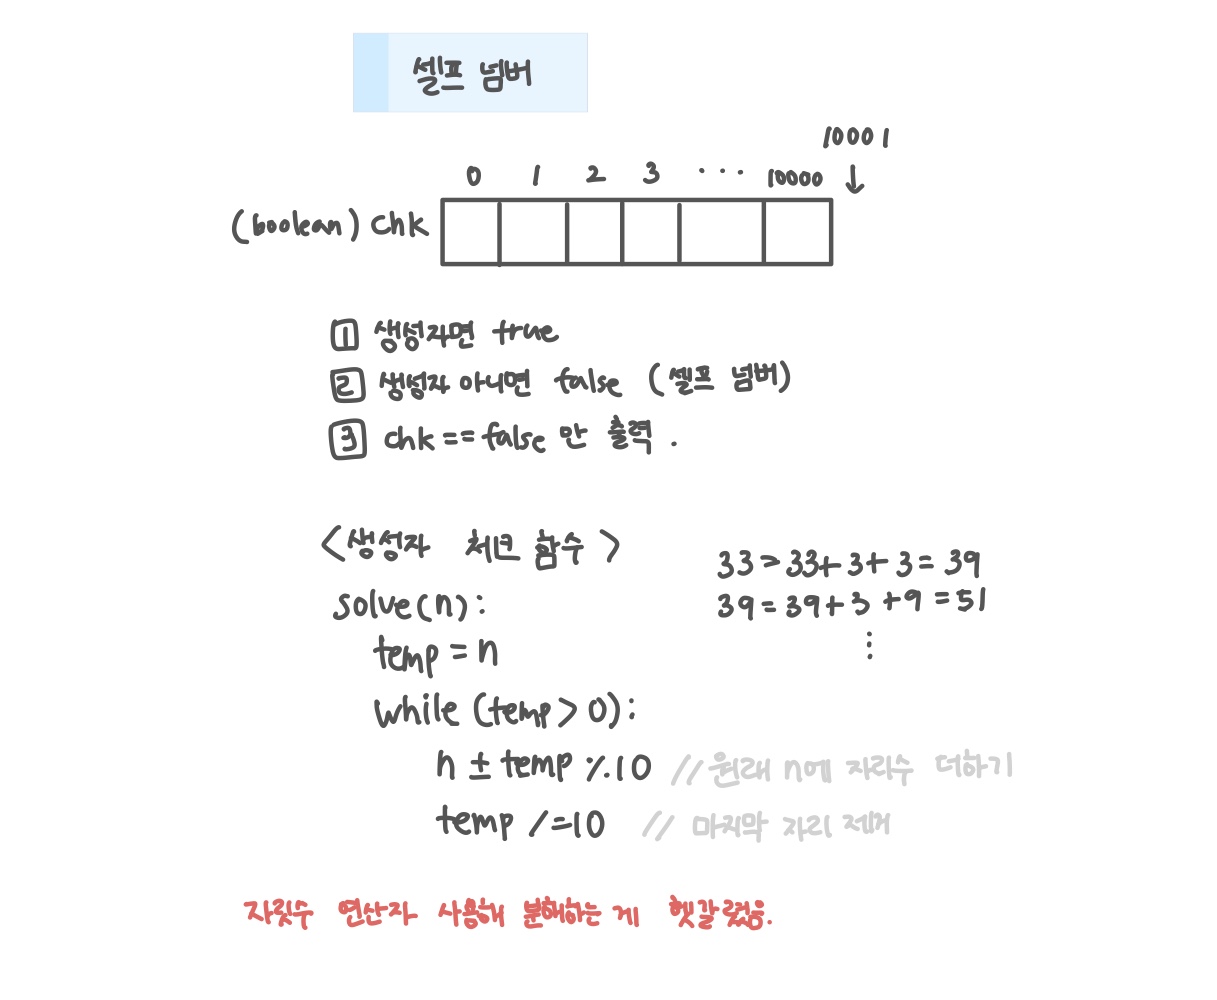 셀프 넘버
10001
0 1 2 3 ... 10000 ↓
(boolean) chk
1 생성자면 true
2 생성자 아니면 false (셀프 넘버)
3 chk == false 만 출력.
<생성자 체크 함수>
solve(n):
temp = n
while (temp > 0):
n ± temp %10 // 원래 n에 자리수 더하기
temp /=10 // 마지막 자리 제거
33 > 33+ 3+ 3 = 39
39 = 39+ 3 +9 = 51
⋮
자릿수 연산자 사용해 분해하는 게 헷갈렸음.